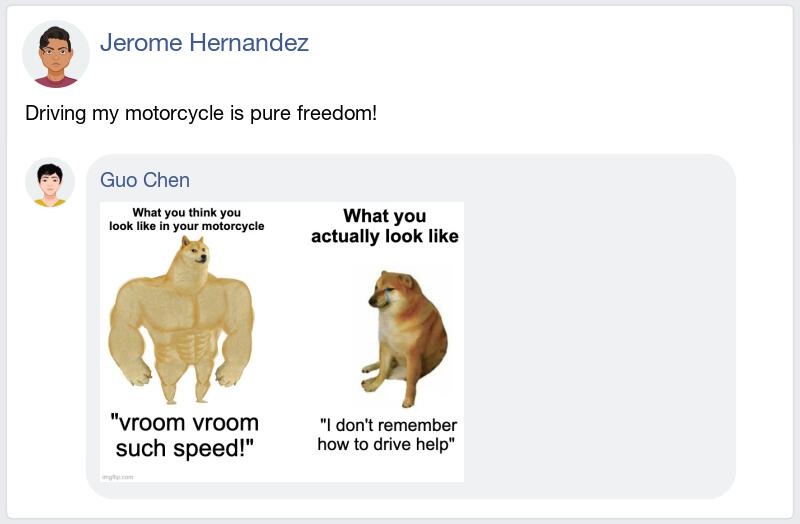 Jerome Hernandez
Driving my motorcycle is pure freedom!
Guo Chen
What you think you
look like in your motorcycle
"vroom vroom
such speed!"
What you
actually look like
"I don't remember
how to drive help"
imgflip.com